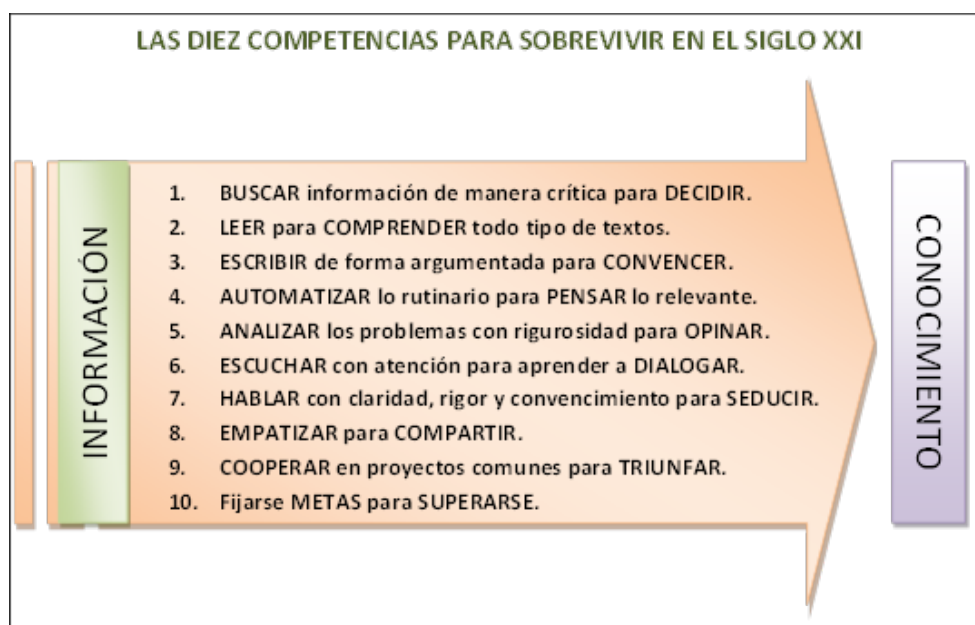 LAS DIEZ COMPETENCIAS PARA SOBREVIVIR EN EL SIGLO XXI
INFORMACIÓN
1. BUSCAR información de manera crítica para DECIDIR.
2. LEER para COMPRENDER todo tipo de textos.
3. ESCRIBIR de forma argumentada para CONVENCER.
4. AUTOMATIZAR lo rutinario para PENSAR lo relevante.
5. ANALIZAR los problemas con rigurosidad para OPINAR.
6. ESCUCHAR con atención para aprender a DIALOGAR.
7. HABLAR con claridad, rigor y convencimiento para SEDUCIR.
8. EMPATIZAR para COMPARTIR.
9. COOPERAR en proyectos comunes para TRIUNFAR.
10. Fijarse METAS para SUPERARSE.
CONOCIMIENTO